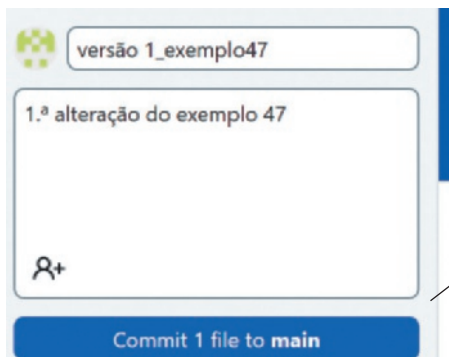 versão 1_exemplo47
1.ª alteração do exemplo 47
Commit 1 file to main